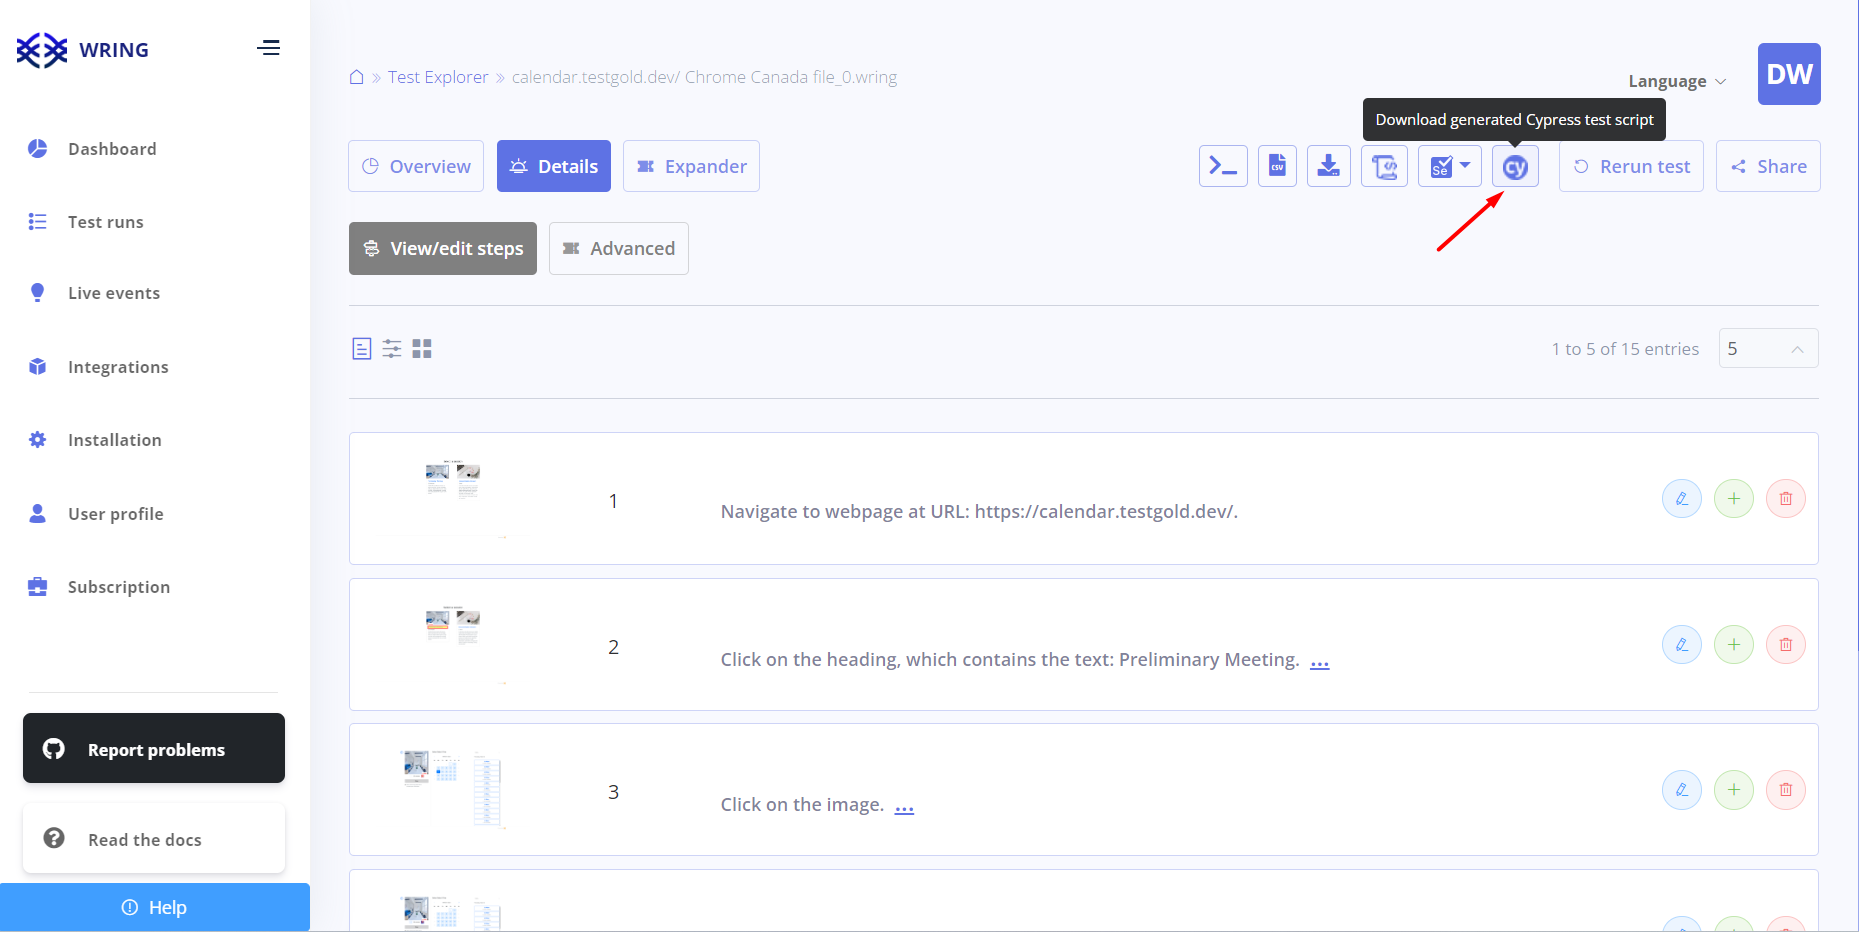 WRING
Dashboard
Test runs
Live events
Integrations
Installation
User profile
Subscription
Report problems
Read the docs
Help
» Test Explorer » calendar.testgold.dev/ Chrome Canada file_0.wring
Language
DW
Download generated Cypress test script
Overview
Details
Expander
CSV
Se
cy
Rerun test
Share
View/edit steps
Advanced
1 to 5 of 15 entries
5
1
Navigate to webpage at URL: https://calendar.testgold.dev/.
2
Click on the heading, which contains the text: Preliminary Meeting. ...
3
Click on the image. ...